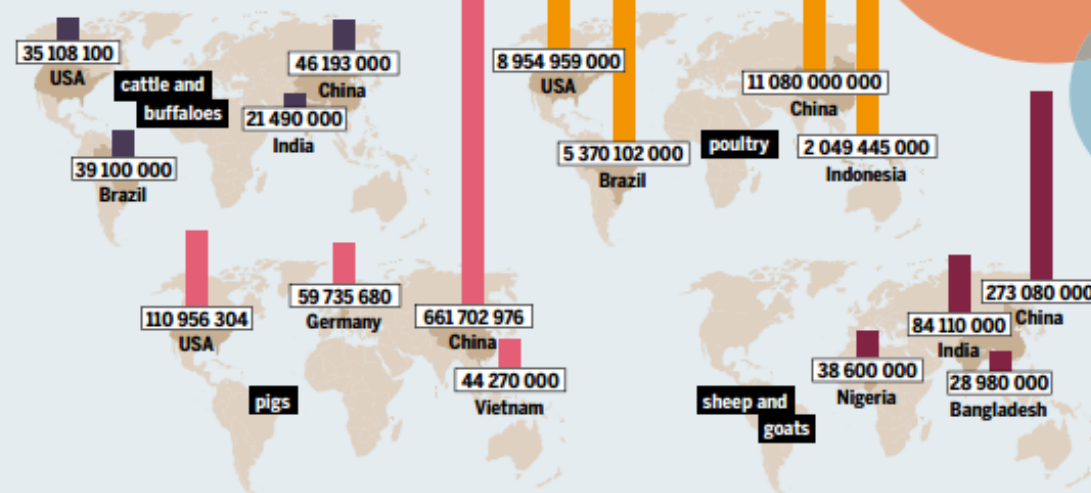 35 108 100
USA
cattle and
buffaloes
46 193 000
China
21 490 000
India
39 100 000
Brazil
8 954 959 000
USA
5 370 102 000
Brazil
poultry
11 080 000 000
China
2 049 445 000
Indonesia
110 956 304
USA
59 735 680
Germany
661 702 976
China
44 270 000
Vietnam
pigs
sheep and
goats
38 600 000
Nigeria
84 110 000
India
273 080 000
China
28 980 000
Bangladesh